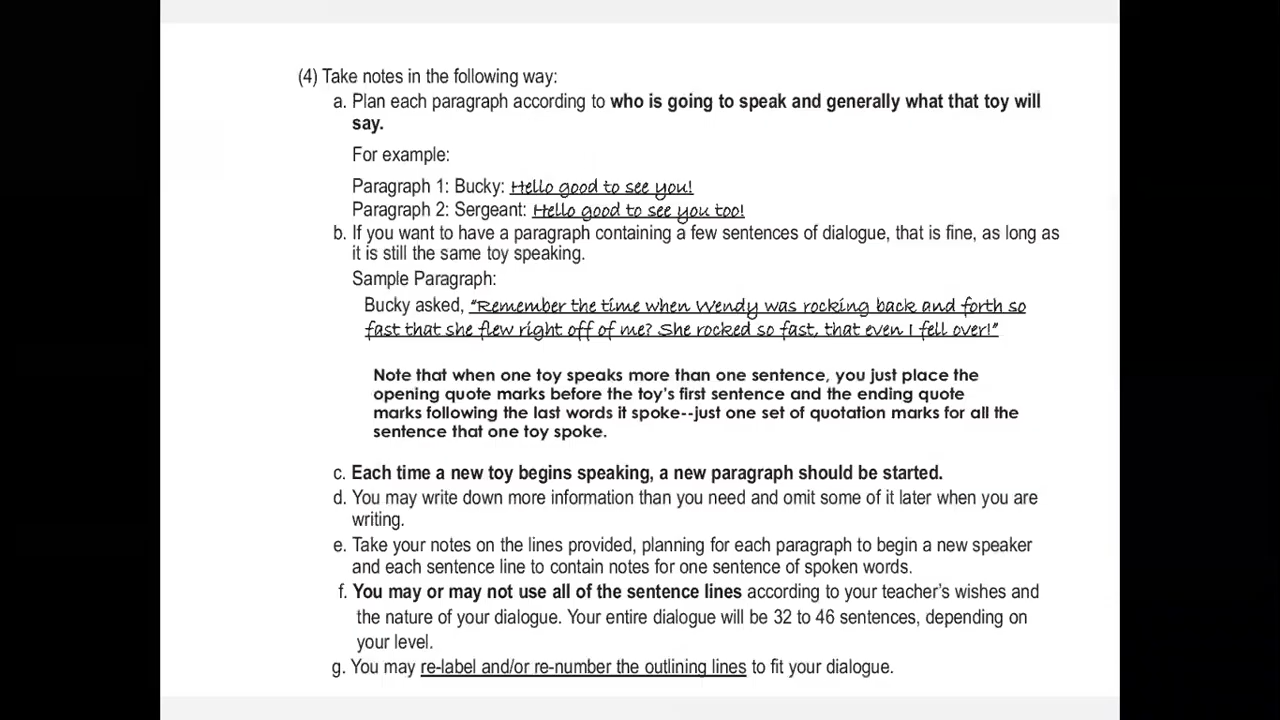 (4) Take notes in the following way:
a. Plan each paragraph according to who is going to speak and generally what that toy will
say.
For example:
Paragraph 1: Bucky: Hello good to see you!
Paragraph 2: Sergeant: Hello good to see you too!
b. If you want to have a paragraph containing a few sentences of dialogue, that is fine, as long as
it is still the same toy speaking.
Sample Paragraph:
Bucky asked, “Remember the time when Wendy was rocking back and forth so
fast that she flew right off of me? She rocked so fast, that even I fell over!”
Note that when one toy speaks more than one sentence, you just place the
opening quote marks before the toy’s first sentence and the ending quote
marks following the last words it spoke--just one set of quotation marks for all the
sentence that one toy spoke.
c. Each time a new toy begins speaking, a new paragraph should be started.
d. You may write down more information than you need and omit some of it later when you are
writing.
e. Take your notes on the lines provided, planning for each paragraph to begin a new speaker
and each sentence line to contain notes for one sentence of spoken words.
f. You may or may not use all of the sentence lines according to your teacher’s wishes and
the nature of your dialogue. Your entire dialogue will be 32 to 46 sentences, depending on
your level.
g. You may re-label and/or re-number the outlining lines to fit your dialogue.